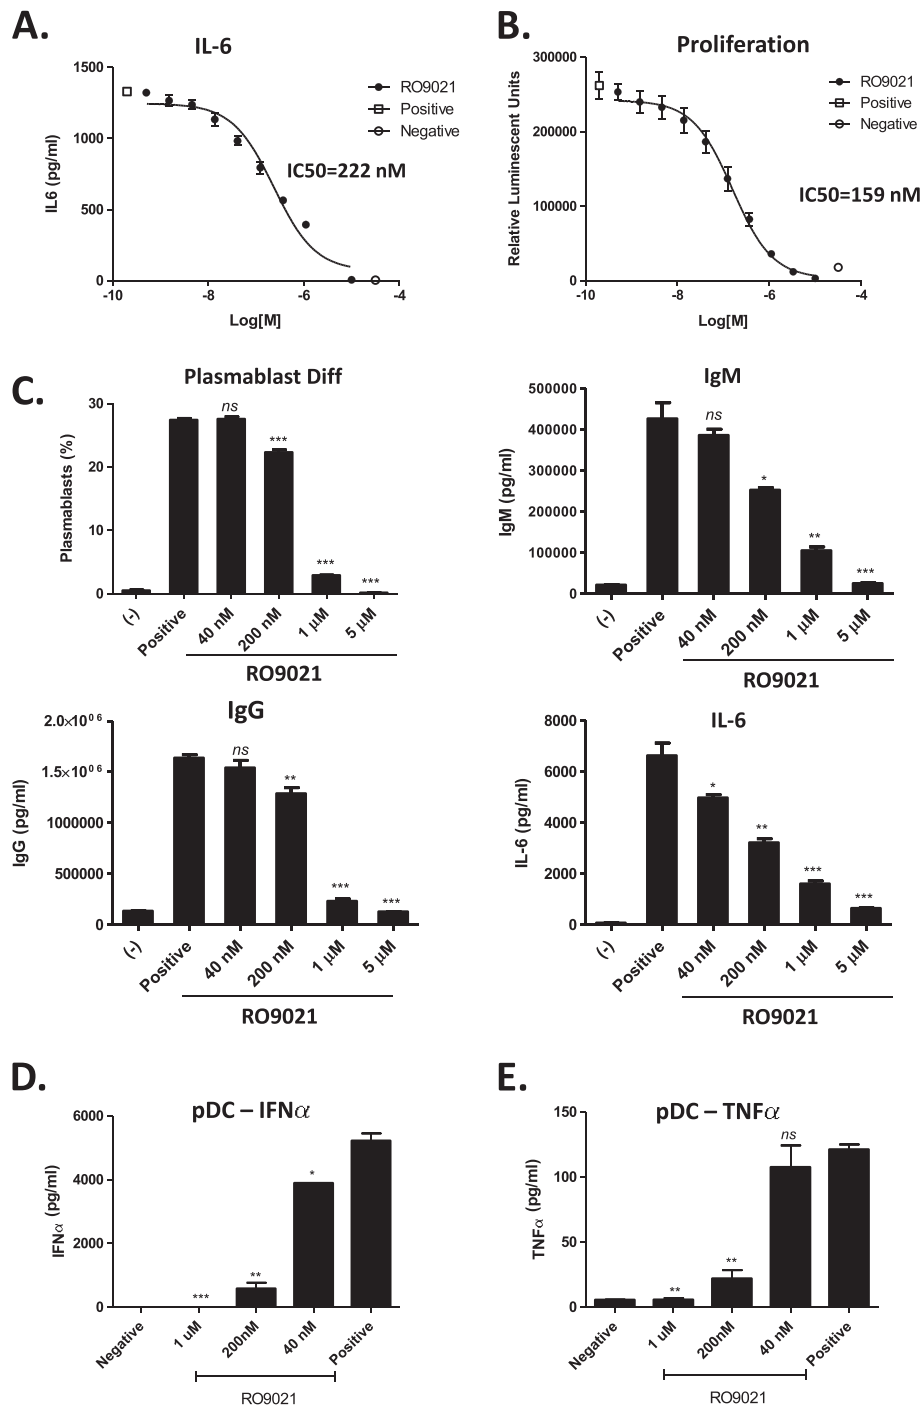 A.
IL-6
1500
1000
500
0
IL6 (pg/ml)
-10 -8 -6 -4
Log[M]
RO9021
Positive
Negative
IC50=222 nM
B.
Proliferation
300000
200000
100000
0
Relative Luminescent Units
-10 -8 -6 -4
Log[M]
RO9021
Positive
Negative
IC50=159 nM
C.
Plasmablast Diff
30
20
10
0
Plasmablasts (%)
ns
***
***
***
(-) Positive 40 nM 200 nM 1 µM 5 µM
RO9021
IgM
500000
400000
300000
200000
100000
0
IgM (pg/ml)
ns
*
**
***
(-) Positive 40 nM 200 nM 1 µM 5 µM
RO9021
IgG
2.0×10⁰⁶
1.5×10⁰⁶
1000000
500000
0
IgG (pg/ml)
ns
**
***
***
(-) Positive 40 nM 200 nM 1 µM 5 µM
RO9021
IL-6
8000
6000
4000
2000
0
IL-6 (pg/ml)
*
**
***
***
(-) Positive 40 nM 200 nM 1 µM 5 µM
RO9021
D.
pDC – IFNα
6000
4000
2000
0
IFNα (pg/ml)
***
**
*
Negative 1 uM 200nM 40 nM Positive
RO9021
E.
pDC – TNFα
150
100
50
0
TNFα (pg/ml)
**
**
ns
Negative 1 uM 200nM 40 nM Positive
RO9021